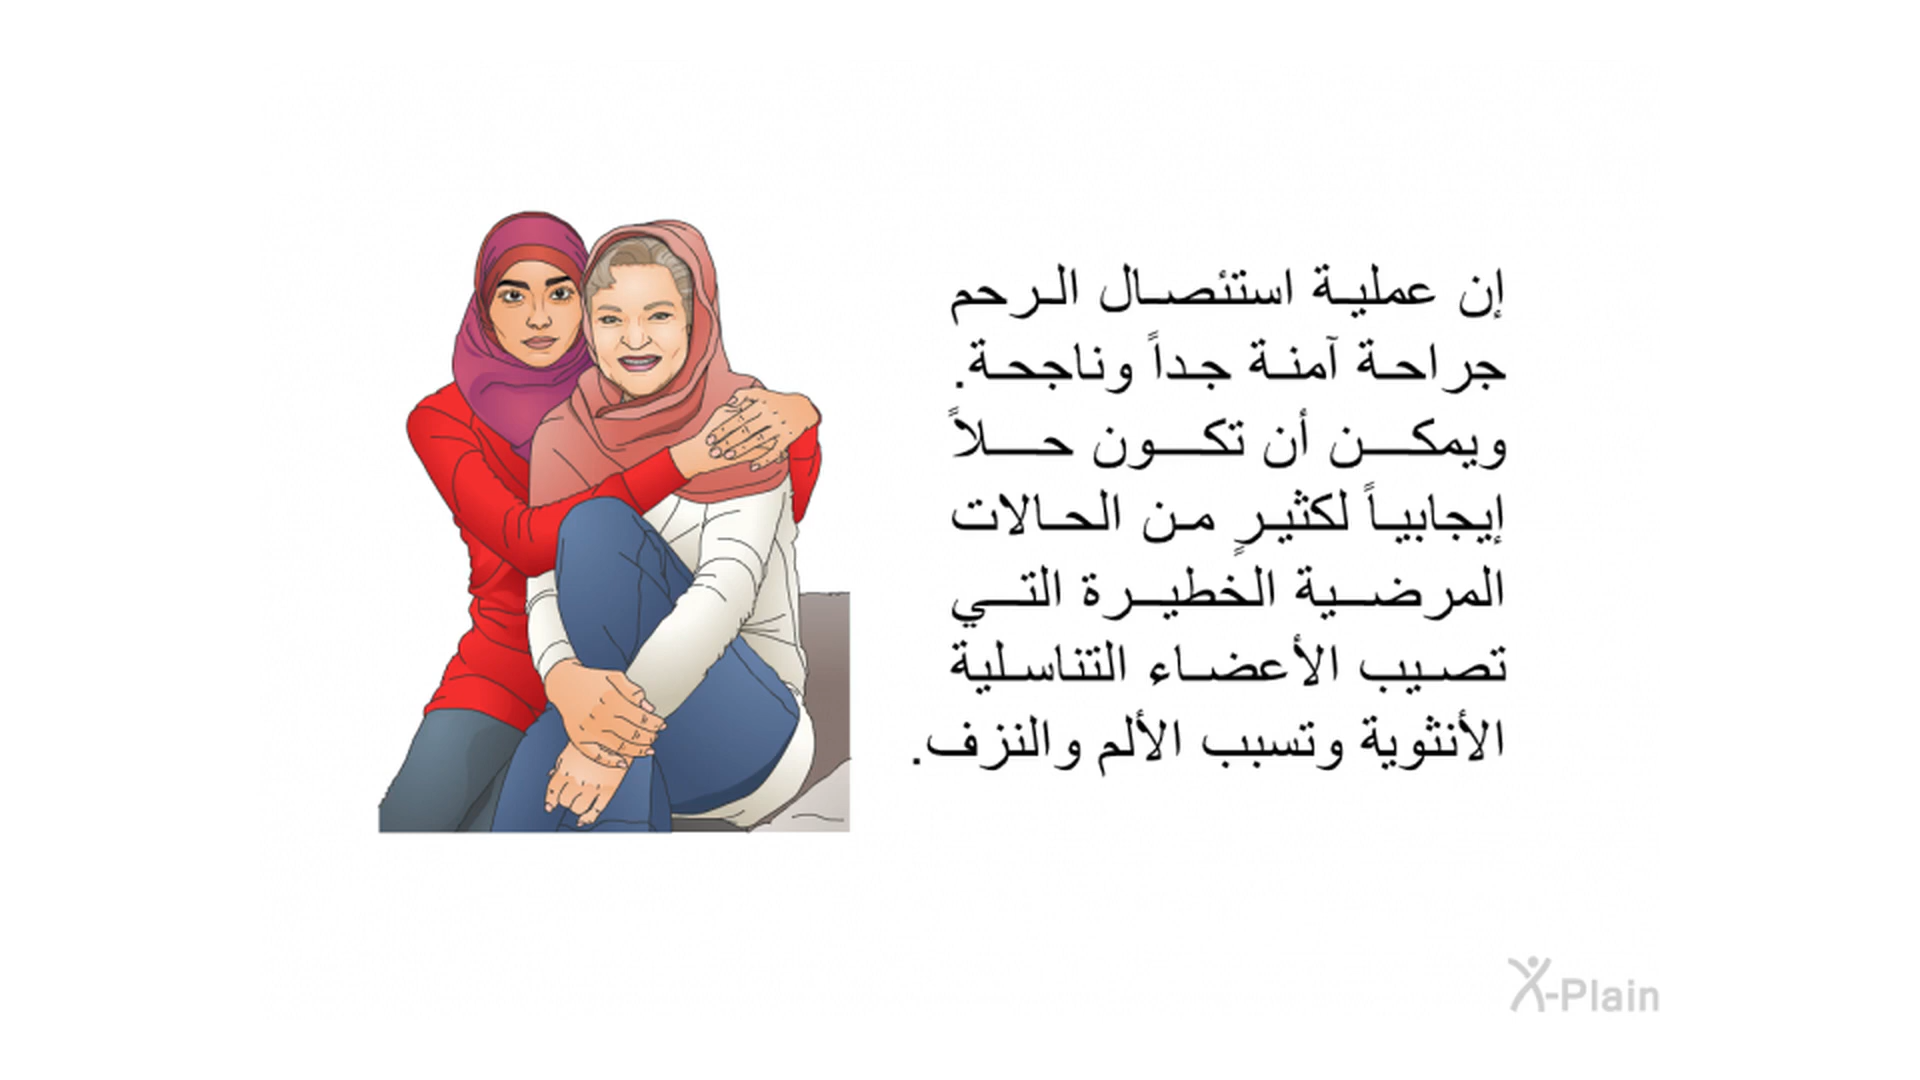 إن عملية استئصال الرحم
جراحة آمنة جداً وناجحة.
ويمكن أن تكون حلاً
إيجابياً لكثيرٍ من الحالات
المرضية الخطيرة التي
تصيب الأعضاء التناسلية
الأنثوية وتسبب الألم والنزف.
X-Plain